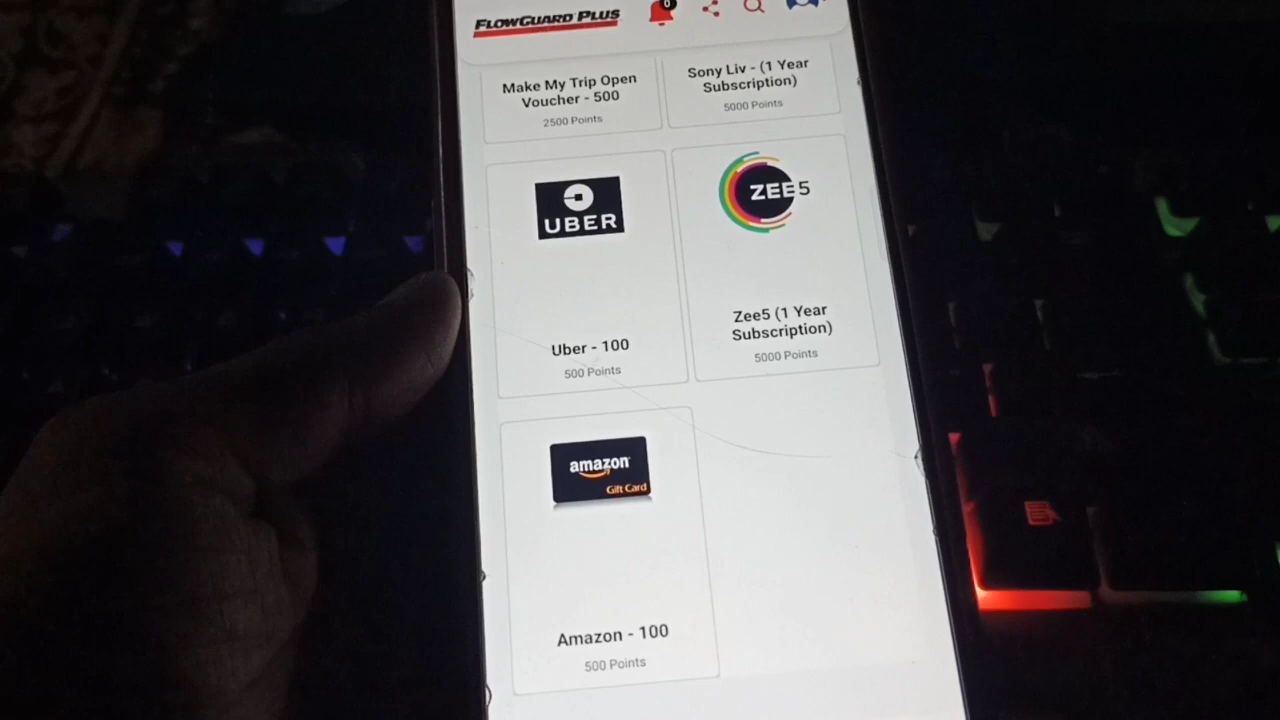 FLOWGUARD PLUS
0
Make My Trip Open
Voucher - 500
2500 Points
Sony Liv - (1 Year
Subscription)
5000 Points
UBER
Uber - 100
500 Points
ZEE5
Zee5 (1 Year
Subscription)
5000 Points
amazon
Gift Card
Amazon - 100
500 Points